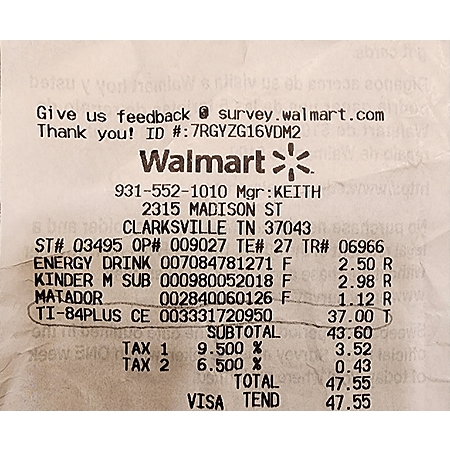 Give us feedback @ survey.walmart.com
Thank you! ID #:7RGYZG16VDM2
Walmart
931-552-1010 Mgr:KEITH
2315 MADISON ST
CLARKSVILLE TN 37043
ST# 03495 OP# 009027 TE# 27 TR# 06966
ENERGY DRINK 007084781271 F 2.50 R
KINDER M SUB 000980052018 F 2.98 R
MATADOR 002840060126 F 1.12 R
TI-84PLUS CE 003331720950 37.00 T
SUBTOTAL 43.60
TAX 1 9.500 % 3.52
TAX 2 6.500 % 0.43
TOTAL 47.55
VISA TEND 47.55